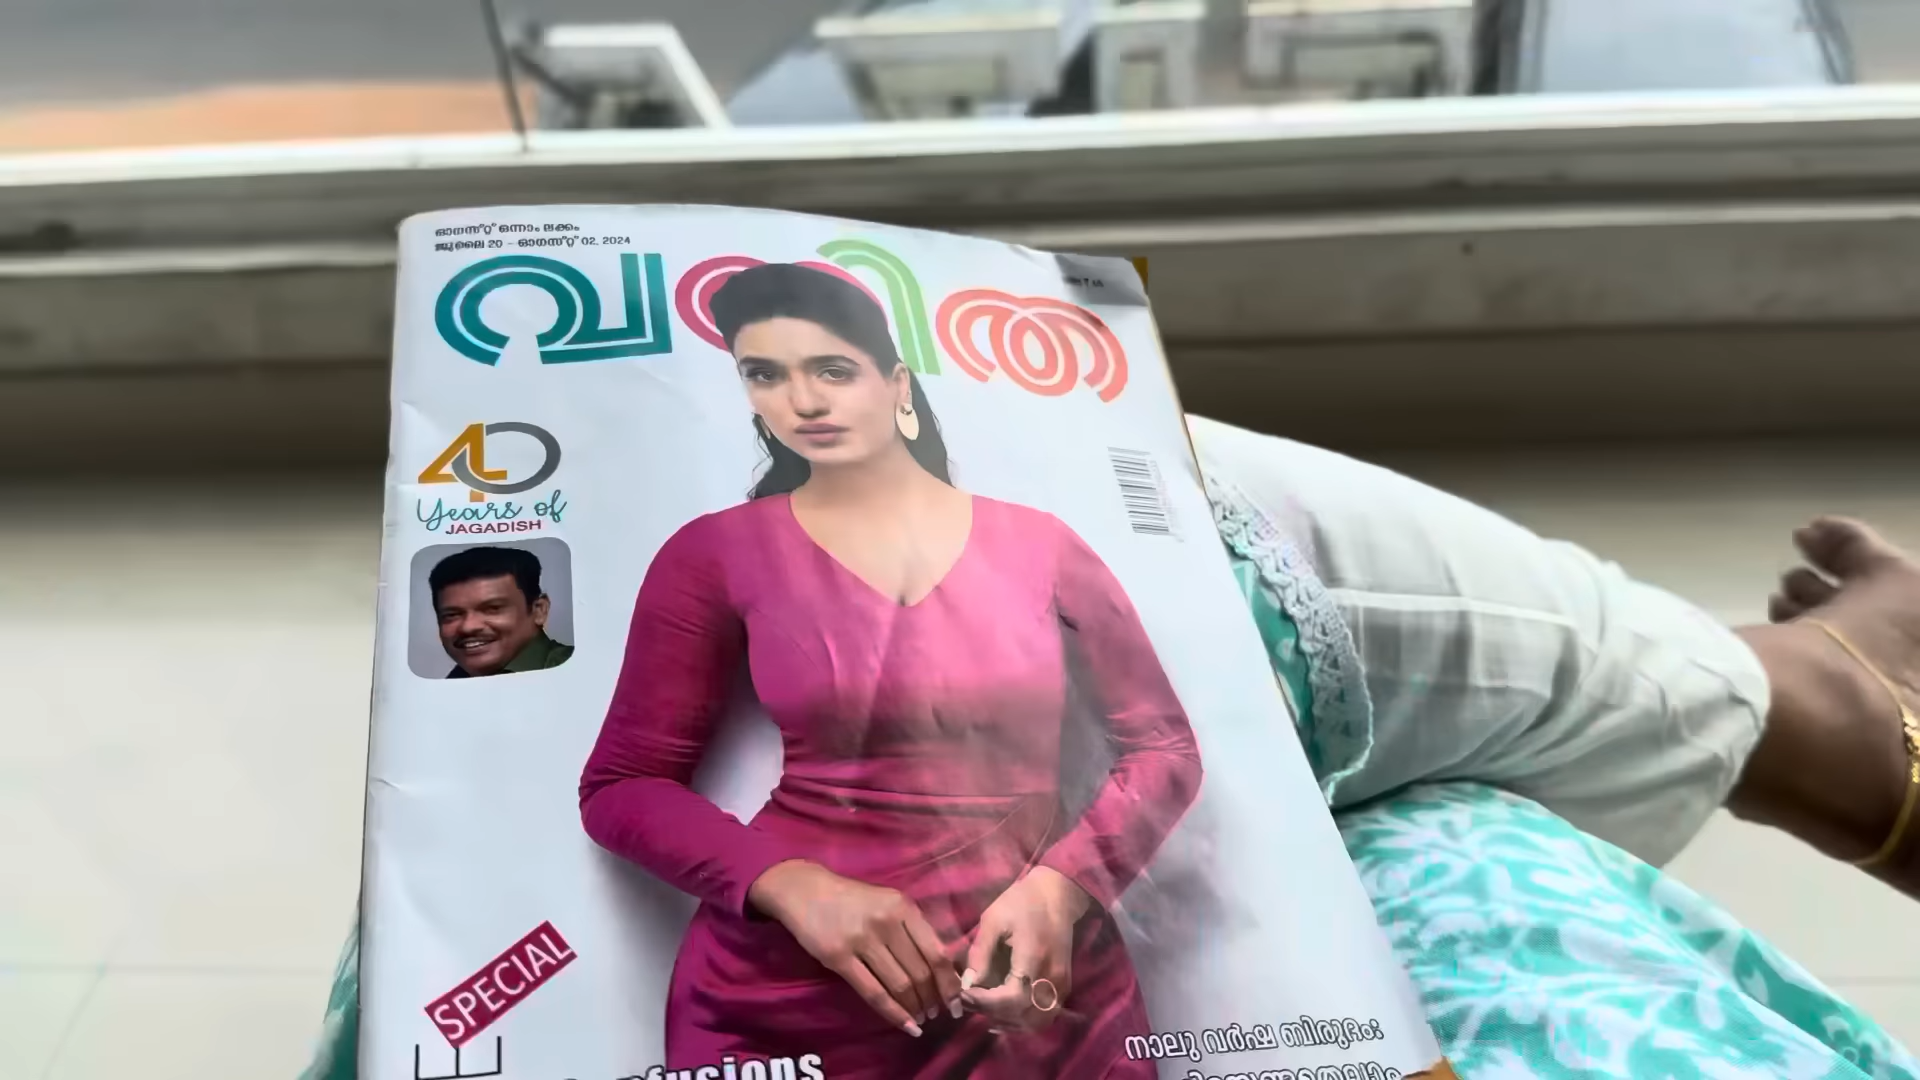 ഓഗസ്റ്റ് ഒന്നാം ലക്കം
ജൂലൈ 20 - ഓഗസ്റ്റ് 02, 2024
വനിത
40
Years of
JAGADISH
SPECIAL
നാലു വർഷ ബിരുദം: